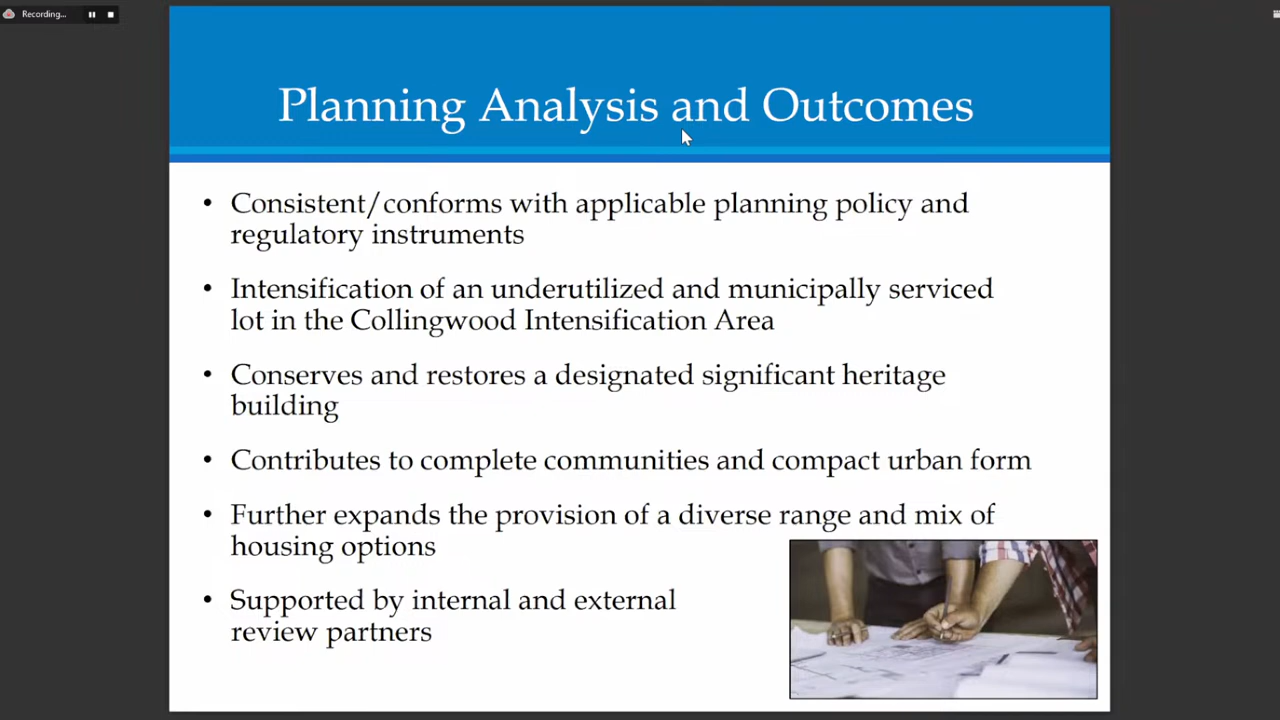 Recording...
Planning Analysis and Outcomes
• Consistent/conforms with applicable planning policy and
regulatory instruments
• Intensification of an underutilized and municipally serviced
lot in the Collingwood Intensification Area
• Conserves and restores a designated significant heritage
building
• Contributes to complete communities and compact urban form
• Further expands the provision of a diverse range and mix of
housing options
• Supported by internal and external
review partners